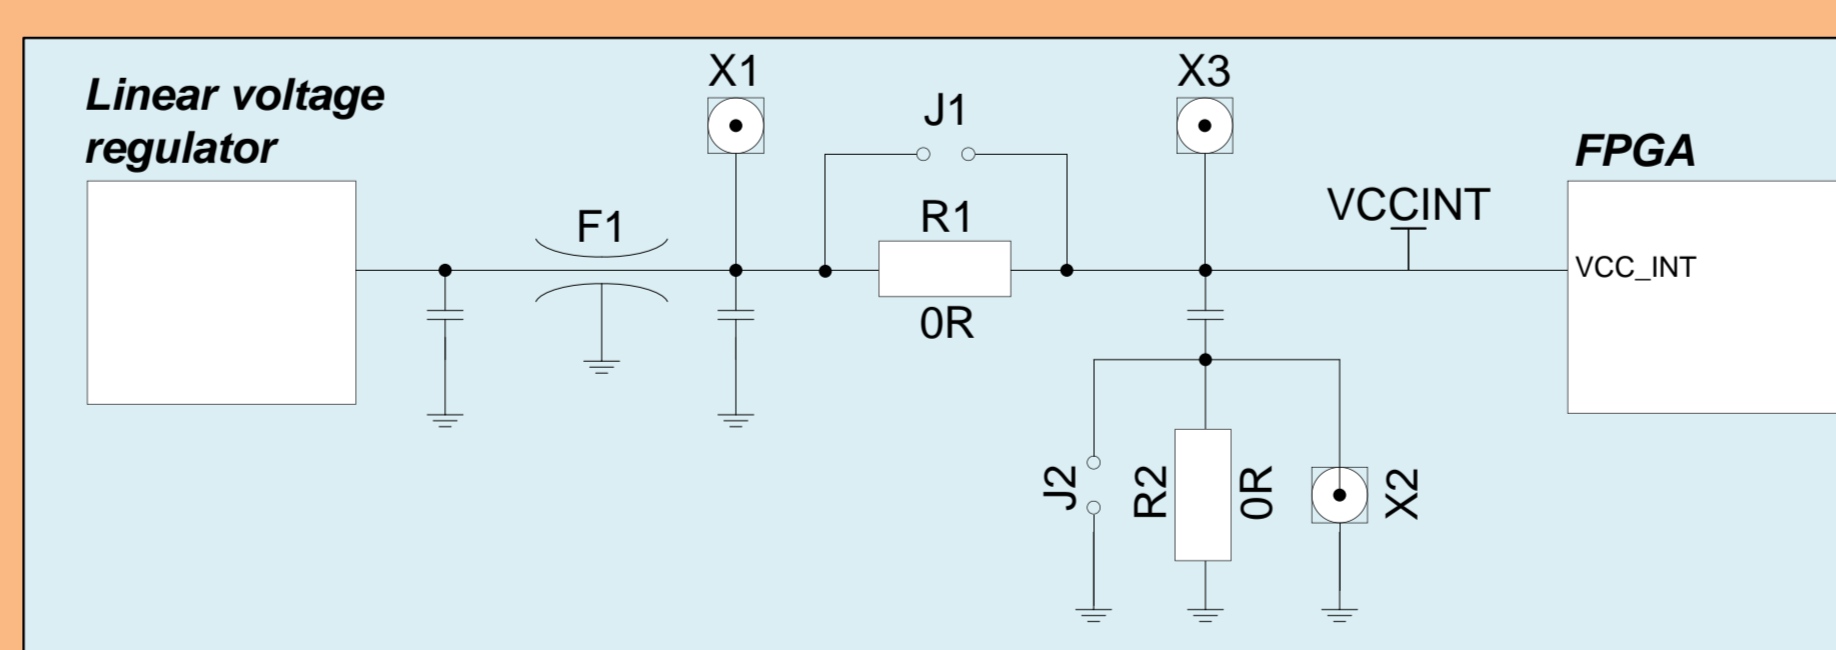 Linear voltage
regulator
X1
X3
J1
FPGA
F1
R1
VCCINT
VCC_INT
0R
J2
R2
0R
X2